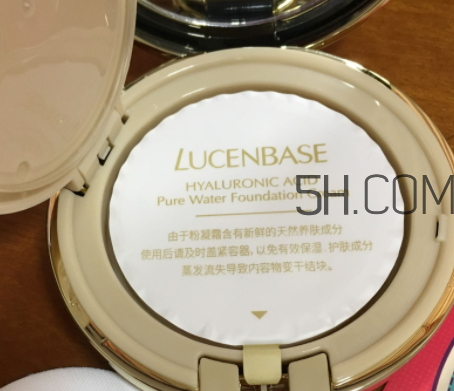 LUCENBASE
HYALURONIC ACID
Pure Water Foundation Cream
5H.COM
由于粉凝霜含有新鲜的天然养肤成分
使用后请及时盖紧容器,以免有效保湿、护肤成分
蒸发流失导致内容物变干结块。